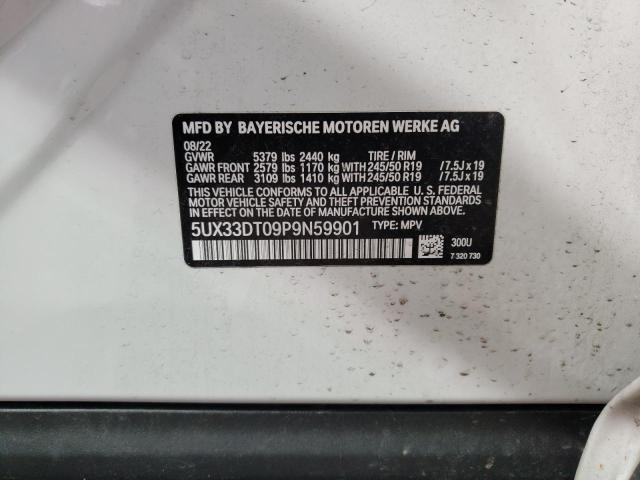 MFD BY BAYERISCHE MOTOREN WERKE AG
08/22
GVWR 5379 lbs 2440 kg TIRE / RIM
GAWR FRONT 2579 lbs 1170 kg WITH 245/50 R19 /7.5J x 19
GAWR REAR 3109 lbs 1410 kg WITH 245/50 R19 /7.5J x 19
THIS VEHICLE CONFORMS TO ALL APPLICABLE U. S. FEDERAL
MOTOR VEHICLE SAFETY STANDARDS IN EFFECT ON THE
DATE OF MANUFACTURE SHOWN ABOVE.
5UX33DT09P9N59901 TYPE: MPV
300U
7 320 730